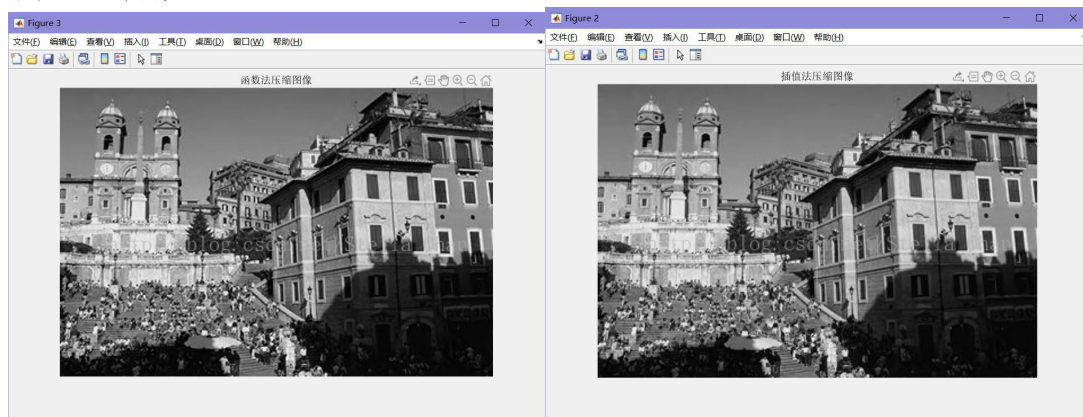 Figure 3
文件(F) 编辑(E) 查看(V) 插入(I) 工具(T) 桌面(D) 窗口(W) 帮助(H)
函数法压缩图像
Figure 2
文件(F) 编辑(E) 查看(V) 插入(I) 工具(T) 桌面(D) 窗口(W) 帮助(H)
插值法压缩图像